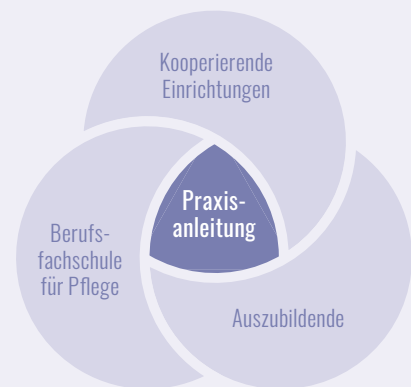 Kooperierende
Einrichtungen
Praxis-
anleitung
Berufs-
fachschule
für Pflege
Auszubildende